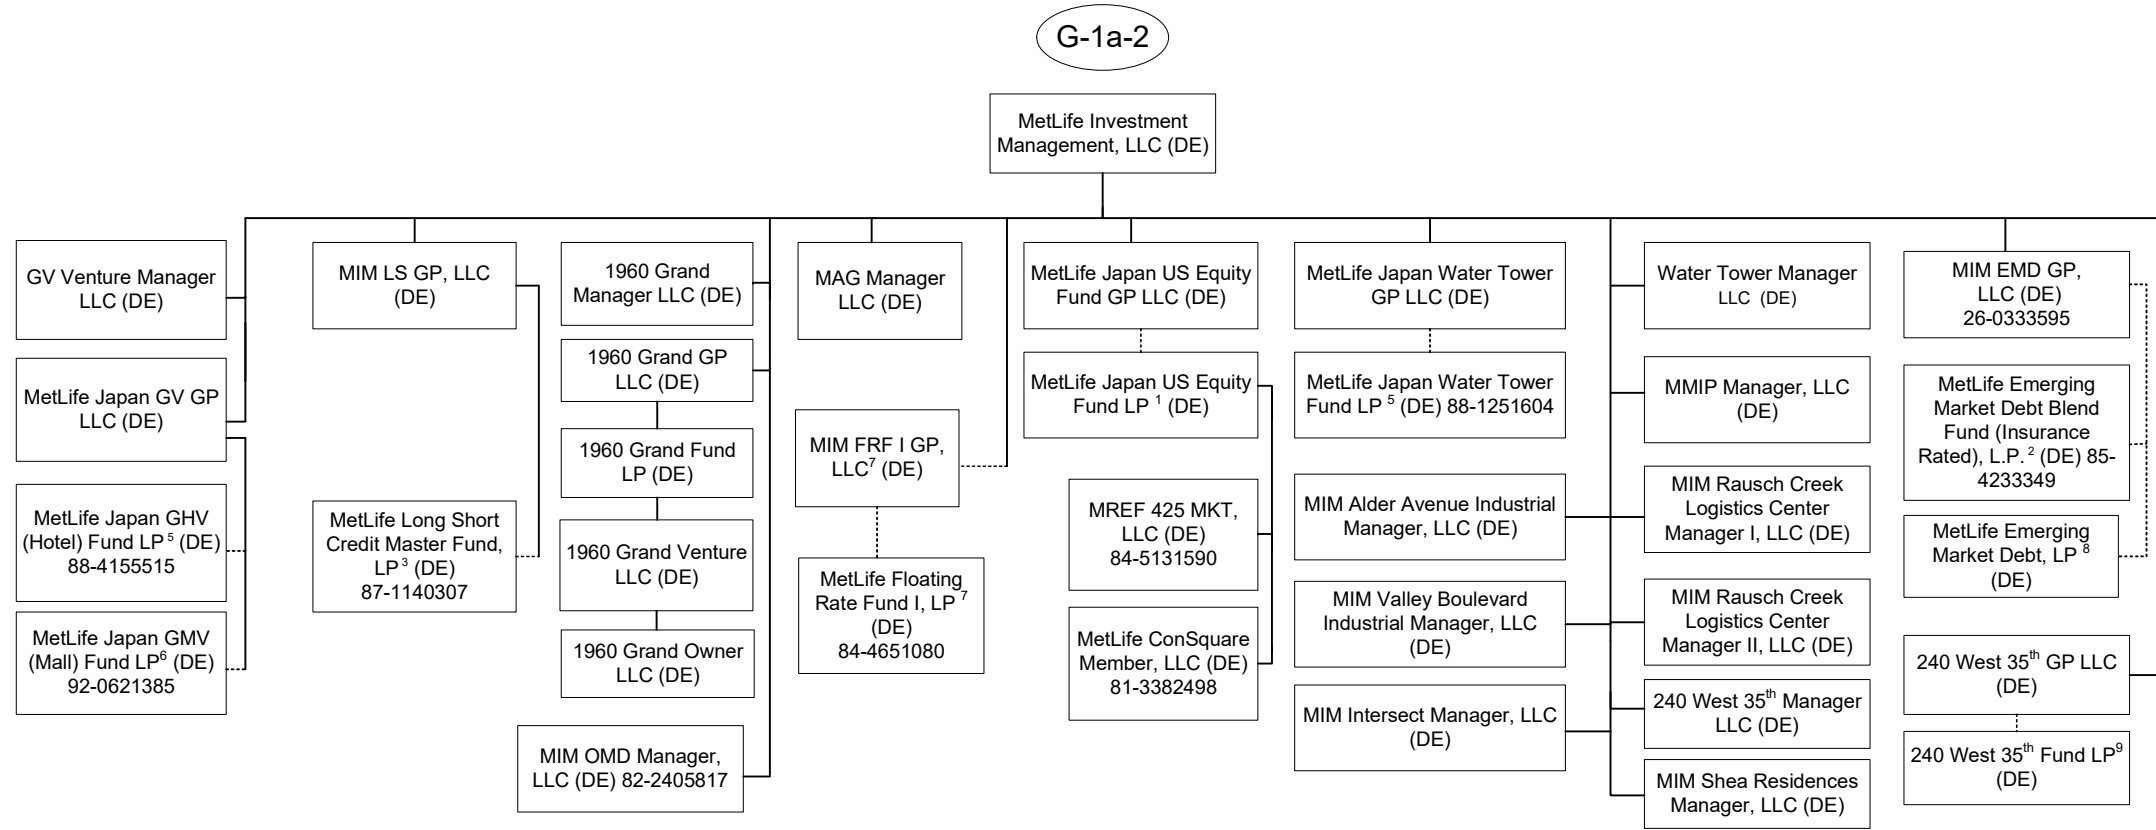 G-1a-2
MetLife Investment
Management, LLC (DE)
GV Venture Manager
LLC (DE)
MetLife Japan GV GP
LLC (DE)
MetLife Japan GHV
(Hotel) Fund LP 5 (DE)
88-4155515
MetLife Japan GMV
(Mall) Fund LP6 (DE)
92-0621385
MIM LS GP, LLC
(DE)
MetLife Long Short
Credit Master Fund,
LP 3 (DE)
87-1140307
1960 Grand
Manager LLC (DE)
1960 Grand GP
LLC (DE)
1960 Grand Fund
LP (DE)
1960 Grand Venture
LLC (DE)
1960 Grand Owner
LLC (DE)
MIM OMD Manager,
LLC (DE) 82-2405817
MAG Manager
LLC (DE)
MIM FRF I GP,
LLC7 (DE)
MetLife Floating
Rate Fund I, LP 7
(DE)
84-4651080
MetLife Japan US Equity
Fund GP LLC (DE)
MetLife Japan US Equity
Fund LP 1 (DE)
MREF 425 MKT,
LLC (DE)
84-5131590
MetLife ConSquare
Member, LLC (DE)
81-3382498
MetLife Japan Water Tower
GP LLC (DE)
MetLife Japan Water Tower
Fund LP 5 (DE) 88-1251604
MIM Alder Avenue Industrial
Manager, LLC (DE)
MIM Valley Boulevard
Industrial Manager, LLC
(DE)
MIM Intersect Manager, LLC
(DE)
Water Tower Manager
LLC (DE)
MMIP Manager, LLC
(DE)
MIM Rausch Creek
Logistics Center
Manager I, LLC (DE)
MIM Rausch Creek
Logistics Center
Manager II, LLC (DE)
240 West 35th Manager
LLC (DE)
MIM Shea Residences
Manager, LLC (DE)
MIM EMD GP,
LLC (DE)
26-0333595
MetLife Emerging
Market Debt Blend
Fund (Insurance
Rated), L.P. 2 (DE) 85-
4233349
MetLife Emerging
Market Debt, LP 8
(DE)
240 West 35th GP LLC
(DE)
240 West 35th Fund LP9
(DE)